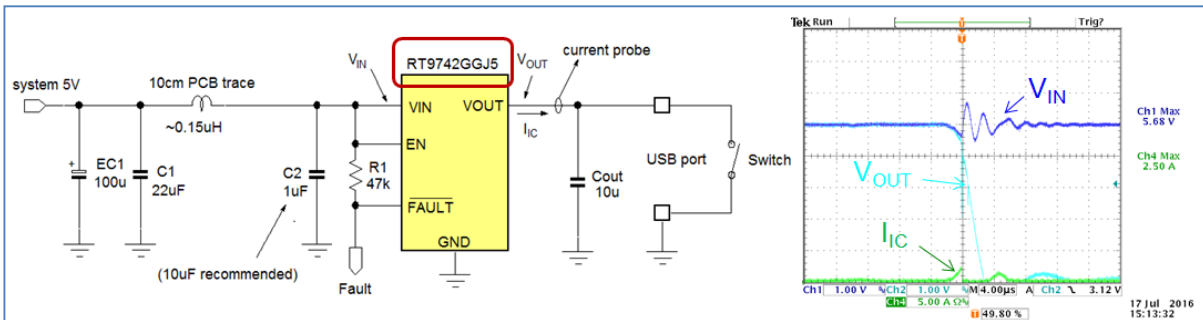 system 5V
10cm PCB trace
~0.15uH
+
EC1
100u
C1
22uF
C2
1uF
(10uF recommended)
R1
47k
Fault
VIN
RT9742GGJ5
VIN
EN
FAULT
GND
VOUT
VOUT
IIC
current probe
Cout
10u
USB port
Switch
Tek Run
Trig?
T
T
VIN
VOUT
IIC
Ch1 Max
5.68 V
Ch4 Max
2.50 A
Ch1 1.00 V Ch2 1.00 V M 4.00µs A Ch2 3.12 V
Ch4 5.00 A Ω
T 49.80 %
17 Jul 2016
15:13:32